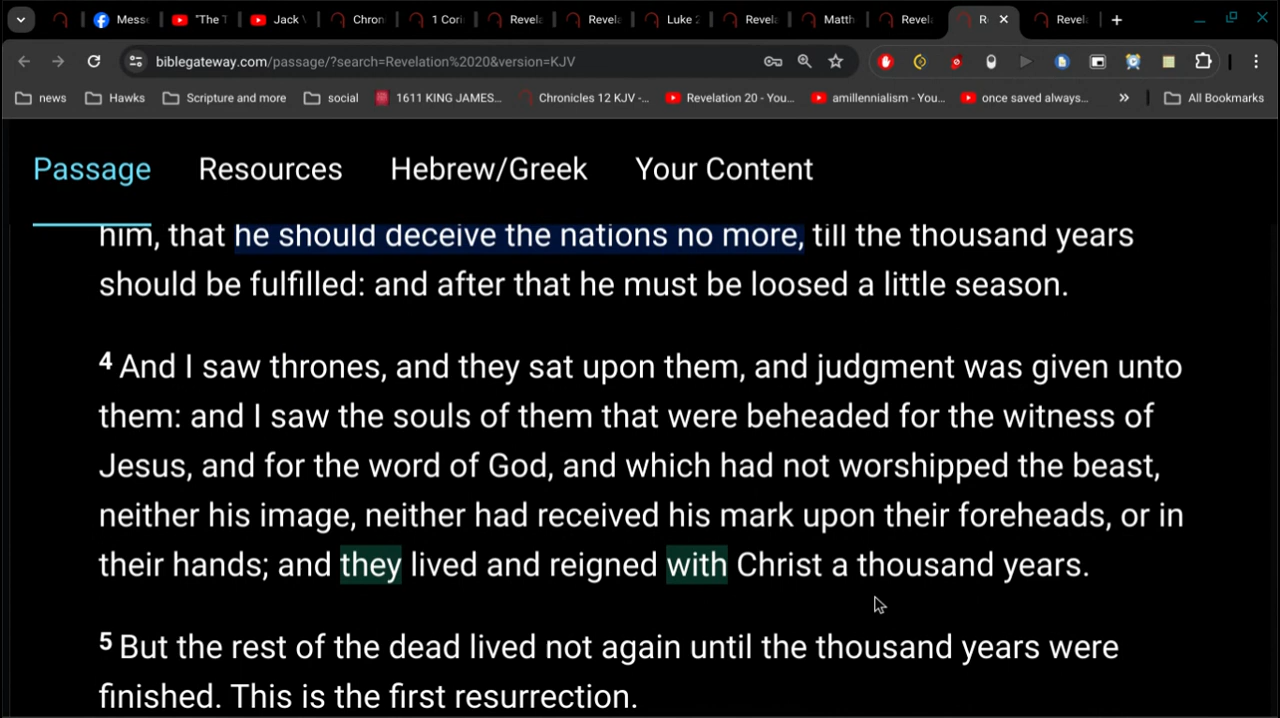 Messe "The T Jack \ Chron 1 Cori Revela Revela Luke 2 Revela Matth Revel R Revel
biblegateway.com/passage/?search=Revelation%2020&version=KJV
news Hawks Scripture and more social 1611 KING JAMES... Chronicles 12 KJV -... Revelation 20 - You... amillennialism - You... once saved always... » All Bookmarks
Passage Resources Hebrew/Greek Your Content
him, that he should deceive the nations no more, till the thousand years
should be fulfilled: and after that he must be loosed a little season.
4 And I saw thrones, and they sat upon them, and judgment was given unto
them: and I saw the souls of them that were beheaded for the witness of
Jesus, and for the word of God, and which had not worshipped the beast,
neither his image, neither had received his mark upon their foreheads, or in
their hands; and they lived and reigned with Christ a thousand years.
5 But the rest of the dead lived not again until the thousand years were
finished. This is the first resurrection.